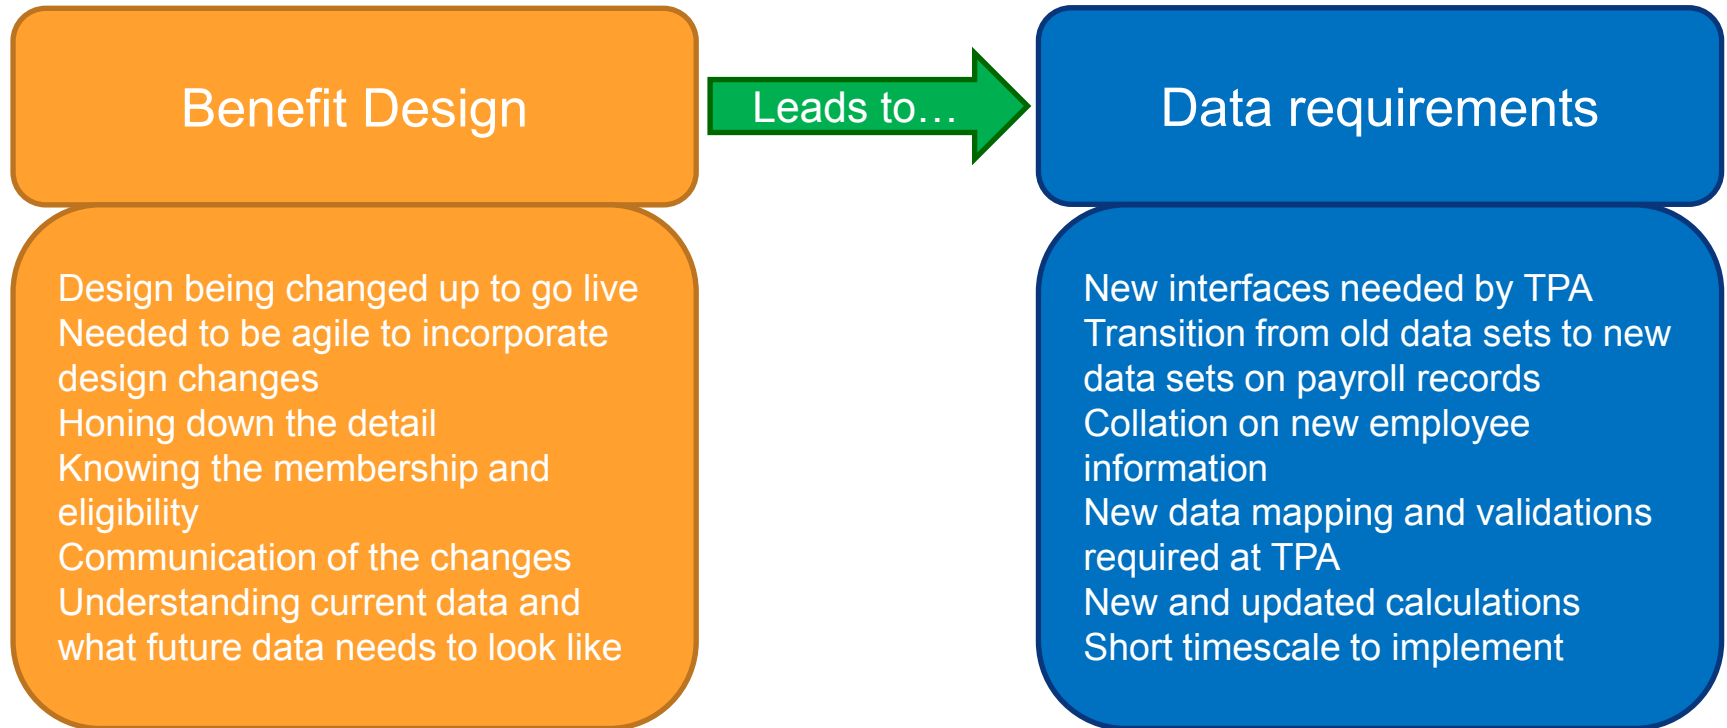 Benefit Design
Leads to…
Data requirements
Design being changed up to go live
Needed to be agile to incorporate
design changes
Honing down the detail
Knowing the membership and
eligibility
Communication of the changes
Understanding current data and
what future data needs to look like
New interfaces needed by TPA
Transition from old data sets to new
data sets on payroll records
Collation on new employee
information
New data mapping and validations
required at TPA
New and updated calculations
Short timescale to implement